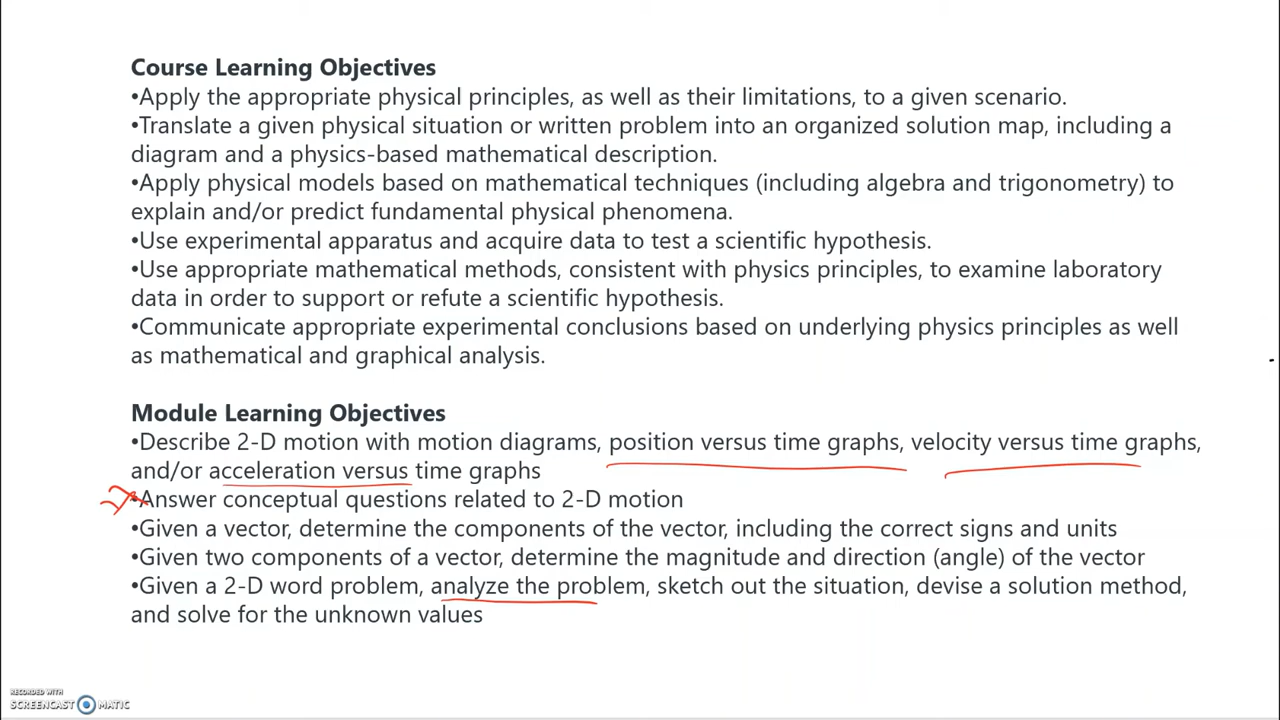 Course Learning Objectives
•Apply the appropriate physical principles, as well as their limitations, to a given scenario.
•Translate a given physical situation or written problem into an organized solution map, including a
diagram and a physics-based mathematical description.
•Apply physical models based on mathematical techniques (including algebra and trigonometry) to
explain and/or predict fundamental physical phenomena.
•Use experimental apparatus and acquire data to test a scientific hypothesis.
•Use appropriate mathematical methods, consistent with physics principles, to examine laboratory
data in order to support or refute a scientific hypothesis.
•Communicate appropriate experimental conclusions based on underlying physics principles as well
as mathematical and graphical analysis.
Module Learning Objectives
•Describe 2-D motion with motion diagrams, position versus time graphs, velocity versus time graphs,
and/or acceleration versus time graphs
•Answer conceptual questions related to 2-D motion
•Given a vector, determine the components of the vector, including the correct signs and units
•Given two components of a vector, determine the magnitude and direction (angle) of the vector
•Given a 2-D word problem, analyze the problem, sketch out the situation, devise a solution method,
and solve for the unknown values
RECORDED WITH
SCREENCAST MATIC